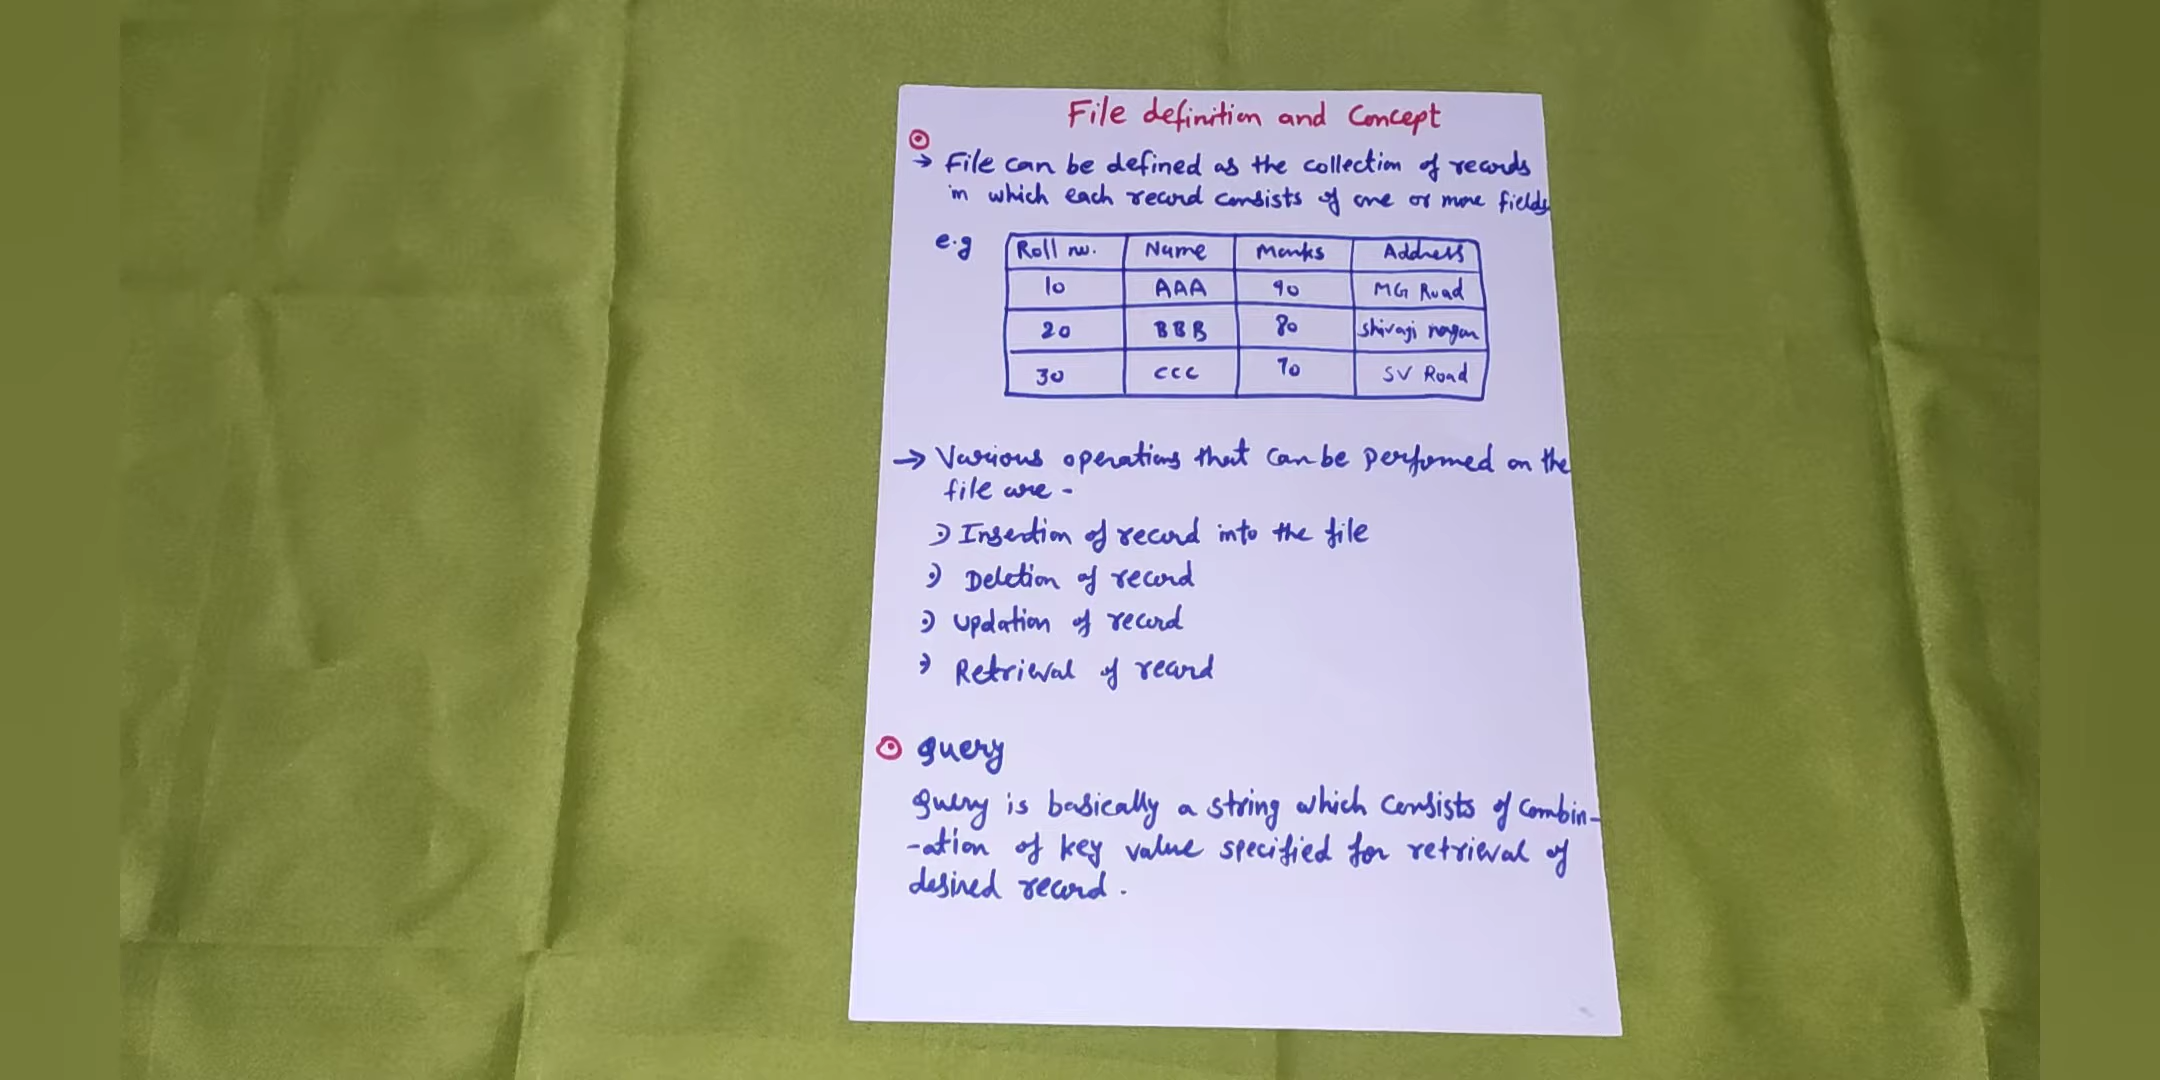 File definition and Concept
→ File can be defined as the collection of records
in which each record consists of one or more fields
e.g
Roll no. Name Marks Address
10 AAA 90 MG Road
20 BBB 80 Shivaji nagar
30 CCC 70 SV Road
→ Various operations that can be performed on the
file are -
Insertion of record into the file
Deletion of record
Updation of record
Retrieval of record
Query
Query is basically a string which consists of combin-
-ation of key value specified for retrieval of
desired record.